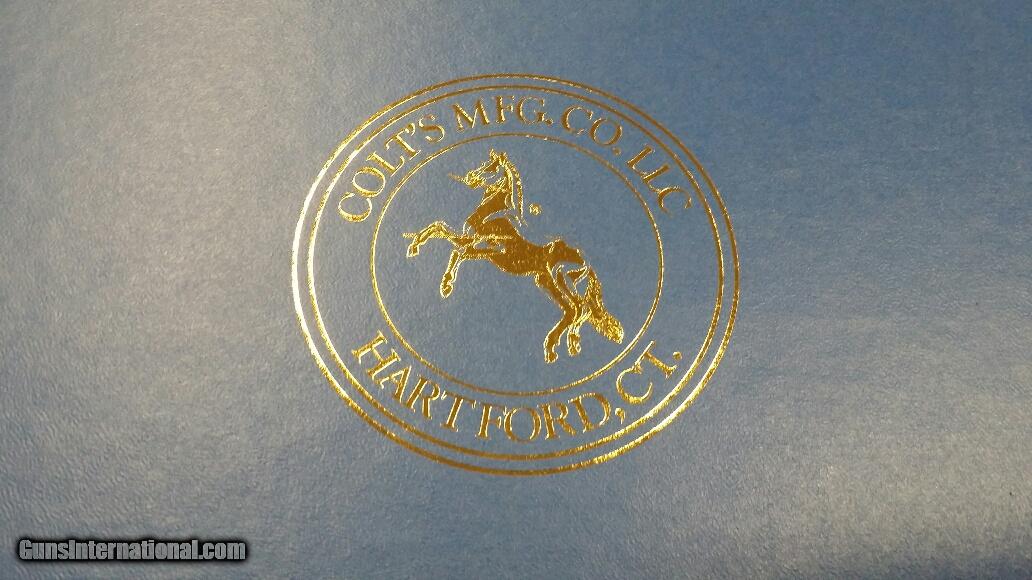 COLT'S MFG. CO. LLC
®
HARTFORD, CT.
GunsInternational.com